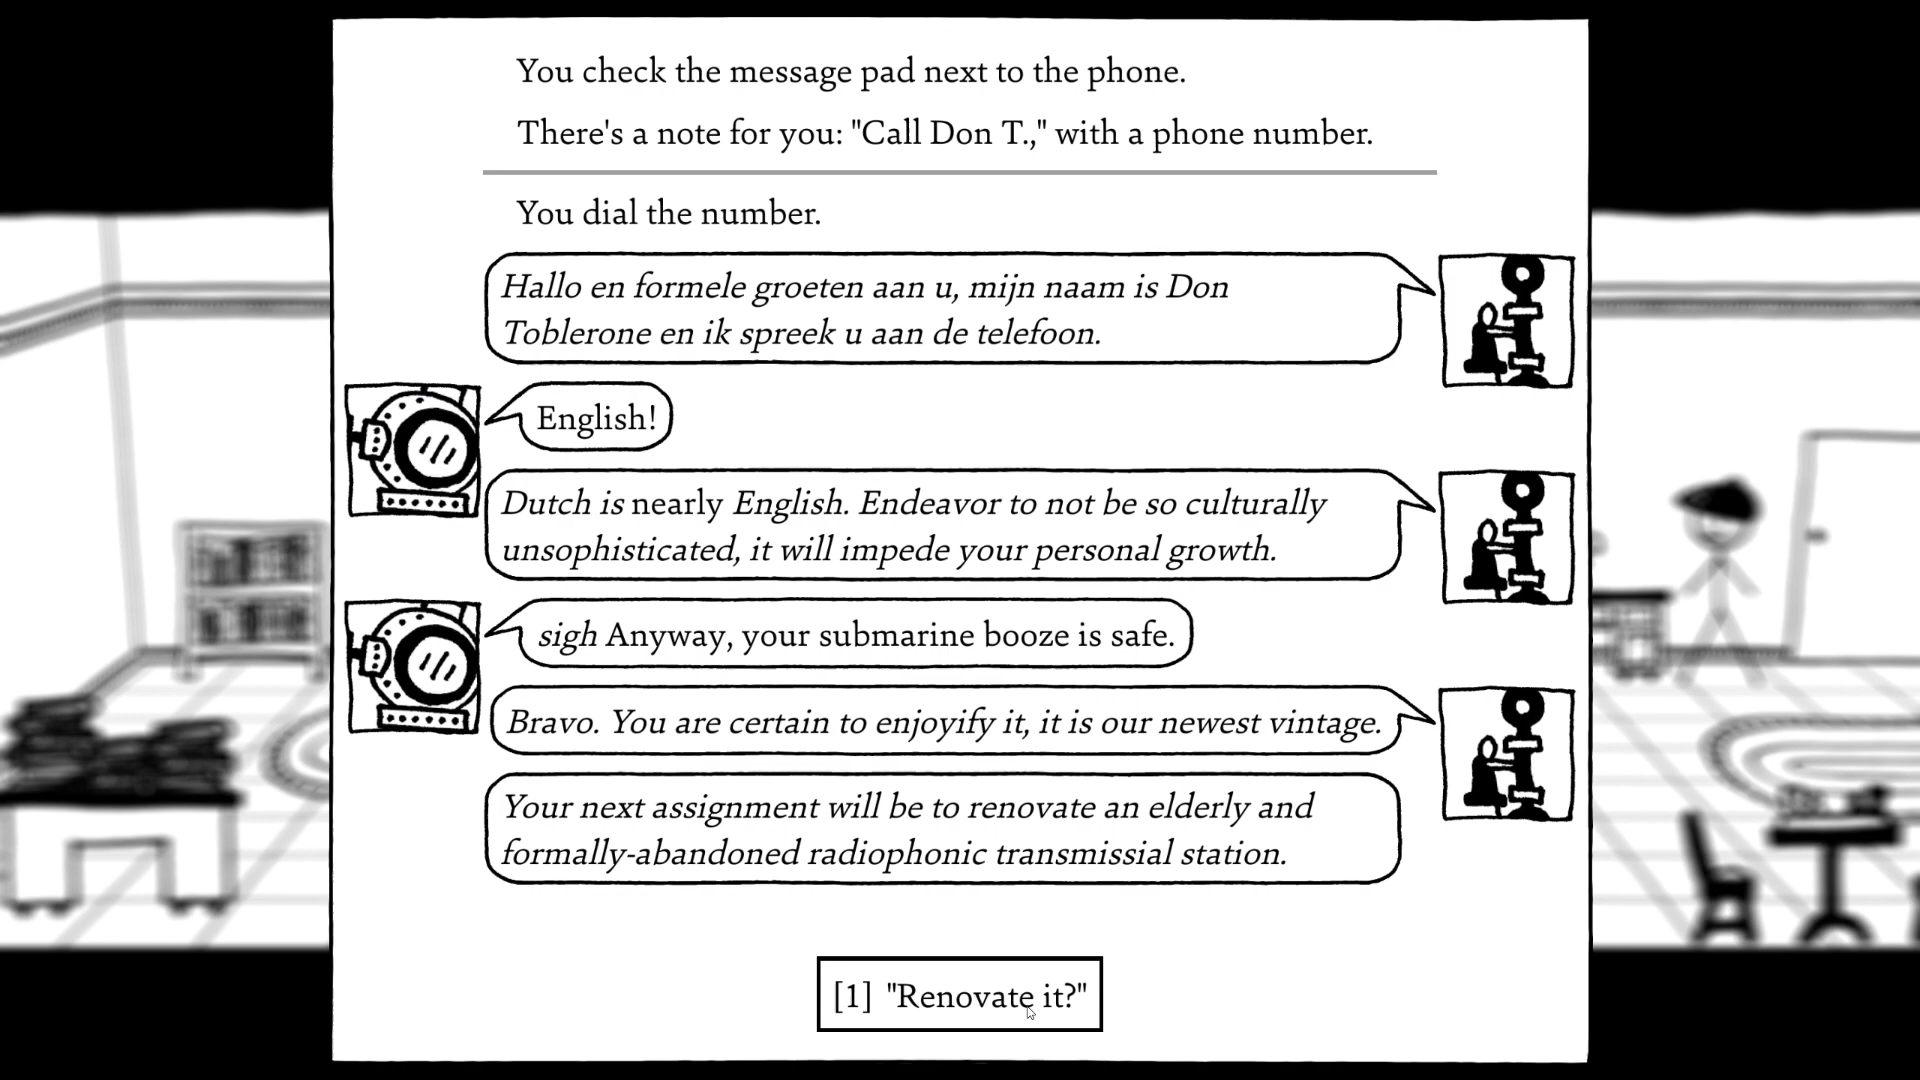 You check the message pad next to the phone.
There's a note for you: "Call Don T.," with a phone number.
You dial the number.
Hallo en formele groeten aan u, mijn naam is Don
Toblerone en ik spreek u aan de telefoon.
English!
Dutch is nearly English. Endeavor to not be so culturally
unsophisticated, it will impede your personal growth.
sigh Anyway, your submarine booze is safe.
Bravo. You are certain to enjoyify it, it is our newest vintage.
Your next assignment will be to renovate an elderly and
formally-abandoned radiophonic transmissial station.
[1] "Renovate it?"